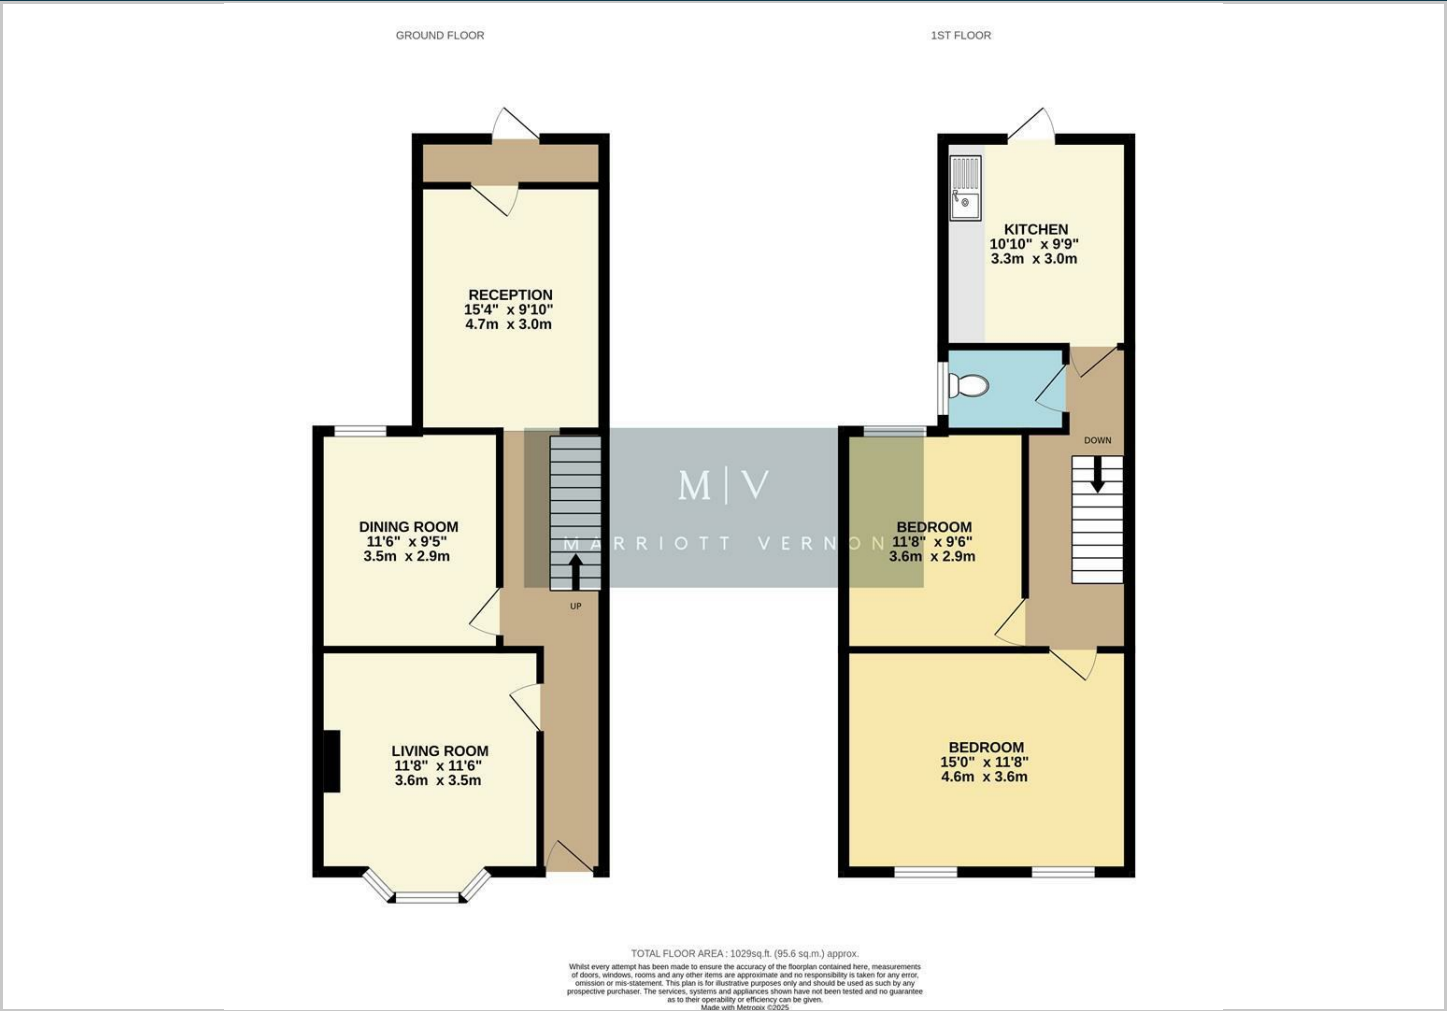 GROUND FLOOR
1ST FLOOR
RECEPTION
15'4" x 9'10"
4.7m x 3.0m
DINING ROOM
11'6" x 9'5"
3.5m x 2.9m
UP
LIVING ROOM
11'8" x 11'6"
3.6m x 3.5m
M|V
MARRIOTT VERNON
KITCHEN
10'10" x 9'9"
3.3m x 3.0m
DOWN
BEDROOM
11'8" x 9'6"
3.6m x 2.9m
BEDROOM
15'0" x 11'8"
4.6m x 3.6m
TOTAL FLOOR AREA : 1029sq.ft. (95.6 sq.m.) approx.
Whilst every attempt has been made to ensure the accuracy of the floorplan contained here, measurements
of doors, windows, rooms and any other items are approximate and no responsibility is taken for any error,
omission or mis-statement. This plan is for illustrative purposes only and should be used as such by any
prospective purchaser. The services, systems and appliances shown have not been tested and no guarantee
as to their operability or efficiency can be given.
Made with Metropix ©2025